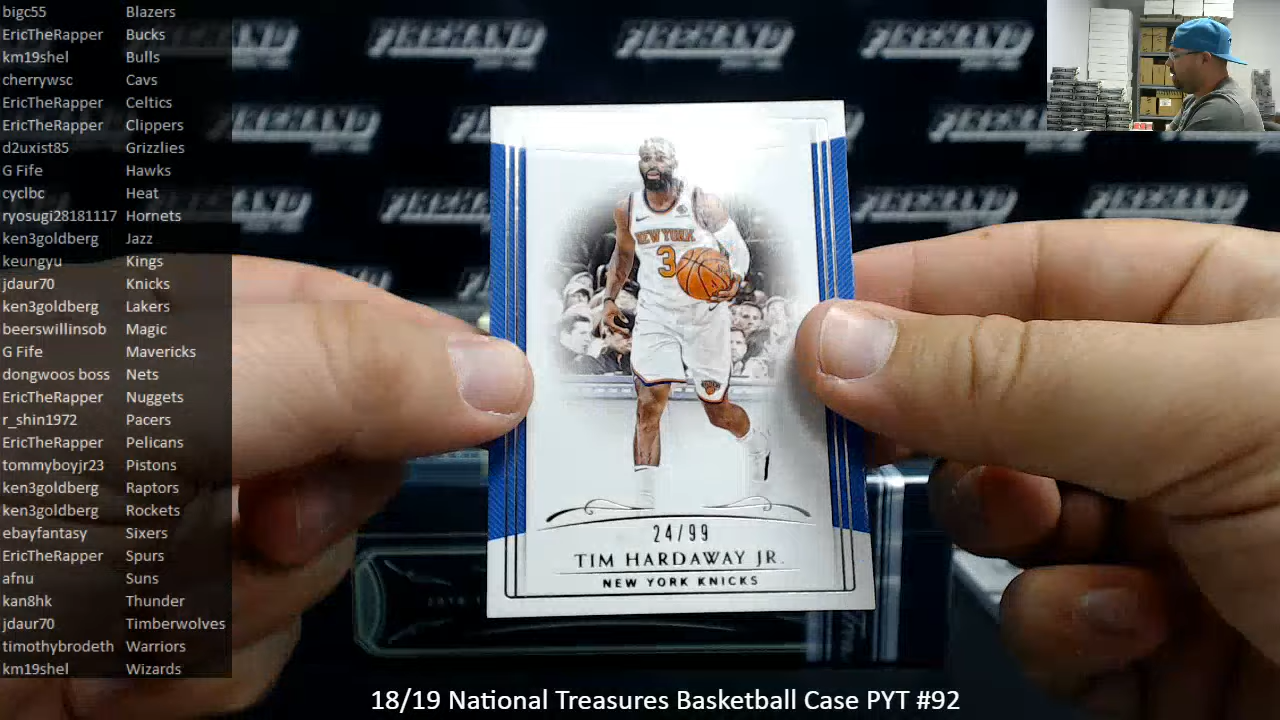 bigc55 Blazers
EricTheRapper Bucks
km19shel Bulls
cherrywsc Cavs
EricTheRapper Celtics
EricTheRapper Clippers
d2uxist85 Grizzlies
G Fife Hawks
cyclbc Heat
ryosugi28181117 Hornets
ken3goldberg Jazz
keungyu Kings
jdaur70 Knicks
ken3goldberg Lakers
beerswillinsob Magic
G Fife Mavericks
dongwoos boss Nets
EricTheRapper Nuggets
r_shin1972 Pacers
EricTheRapper Pelicans
tommyboyjr23 Pistons
ken3goldberg Raptors
ken3goldberg Rockets
ebayfantasy Sixers
EricTheRapper Spurs
afnu Suns
kan8hk Thunder
jdaur70 Timberwolves
timothybrodeth Warriors
km19shel Wizards
NEW YORK
3
24/99
TIM HARDAWAY JR.
NEW YORK KNICKS
18/19 National Treasures Basketball Case PYT #92